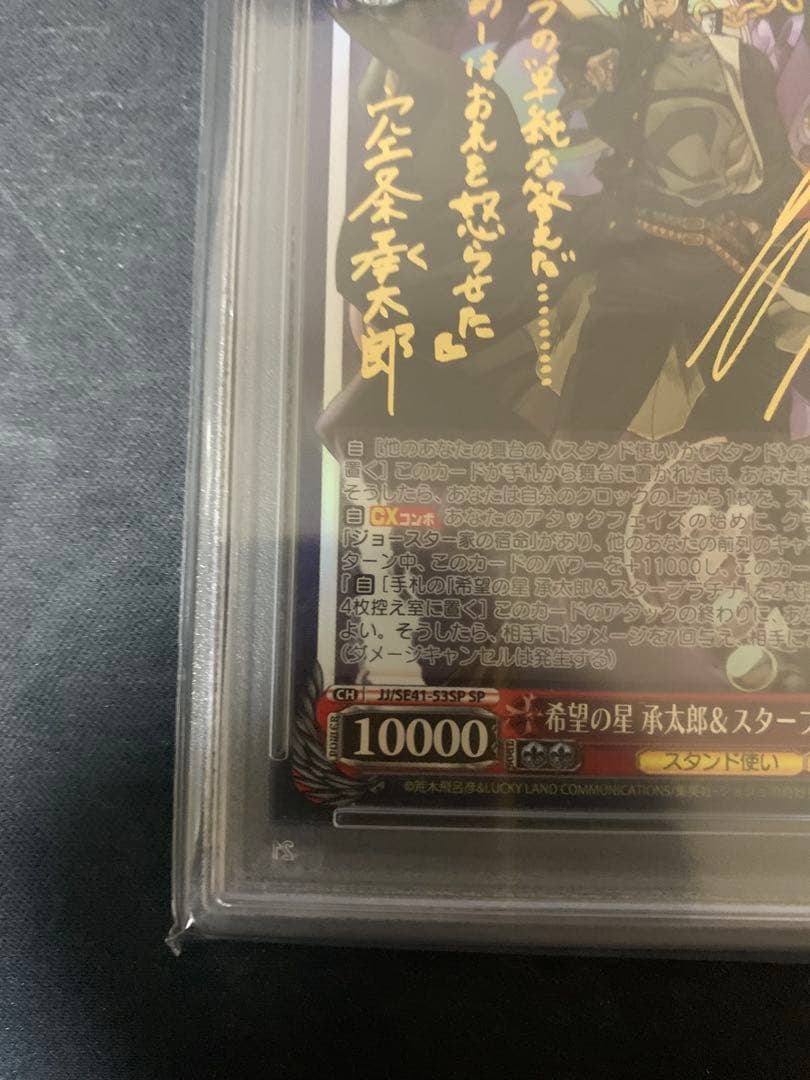 つの単純な答えだ………
めーはおれを怒らせた』
空条承太郎
自 [他のあなたの舞台の、《スタンド使い》か《スタンド》
置く] このカードが手札から舞台に置かれた時、あなた
そうしたら、あなたは自分のクロックの上から1枚を、
自 CXコンボ あなたのアタックフェイズの始めに、ク
「ジョースター家の宿命」があり、他のあなたの前列のキャ
ターン中、このカードのパワーを+11000し、このカー
『自 [手札の「希望の星 承太郎＆スタープラチナ」を2
4枚控え室に置く] このカードのアタックの終わりに、
よい。そうしたら、相手に1ダメージを7回与え、相手に
(ダメージキャンセルは発生する)
CH JJ/SE41-53SP SP
POWER 10000 希望の星 承太郎＆スター
スタンド使い
©荒木飛呂彦&LUCKY LAND COMMUNICATIONS/集英社・ジョジョの